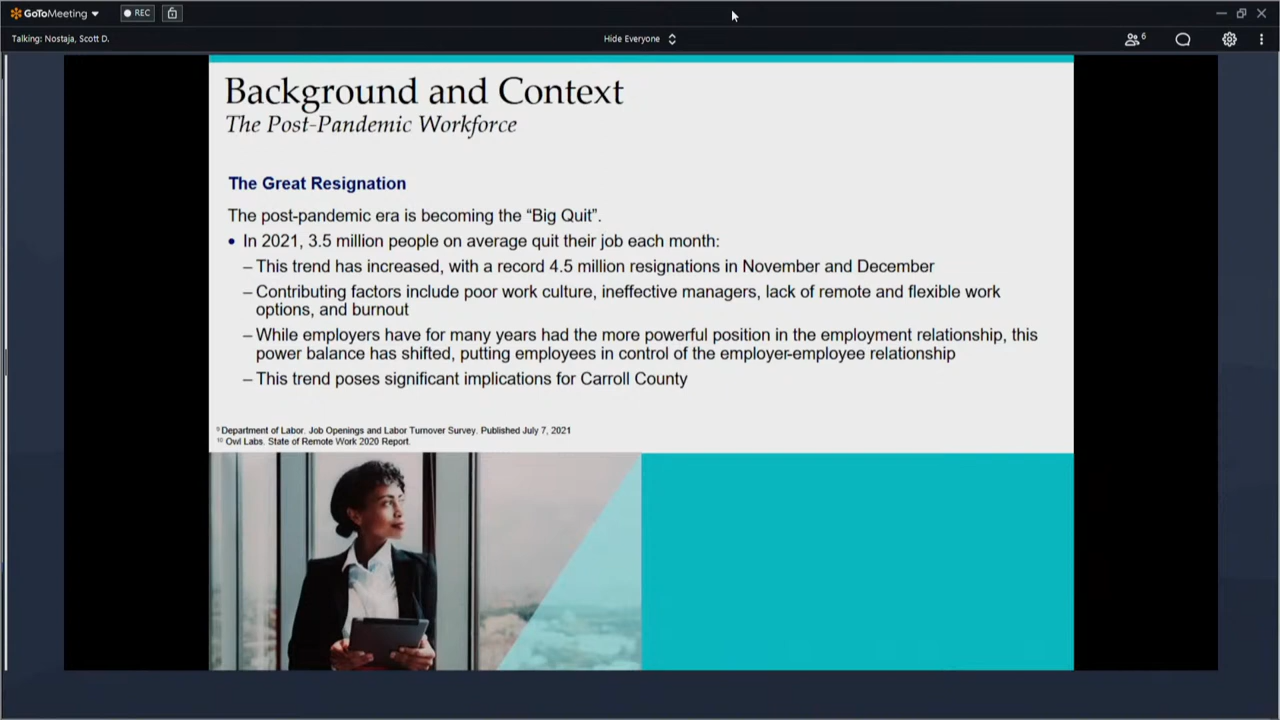 GoToMeeting
REC
Talking: Nostaja, Scott D.
Hide Everyone
6
Background and Context
The Post-Pandemic Workforce
The Great Resignation
The post-pandemic era is becoming the “Big Quit”.
• In 2021, 3.5 million people on average quit their job each month:
– This trend has increased, with a record 4.5 million resignations in November and December
– Contributing factors include poor work culture, ineffective managers, lack of remote and flexible work
options, and burnout
– While employers have for many years had the more powerful position in the employment relationship, this
power balance has shifted, putting employees in control of the employer-employee relationship
– This trend poses significant implications for Carroll County
⁹ Department of Labor. Job Openings and Labor Turnover Survey. Published July 7, 2021
¹⁰ Owl Labs. State of Remote Work 2020 Report.